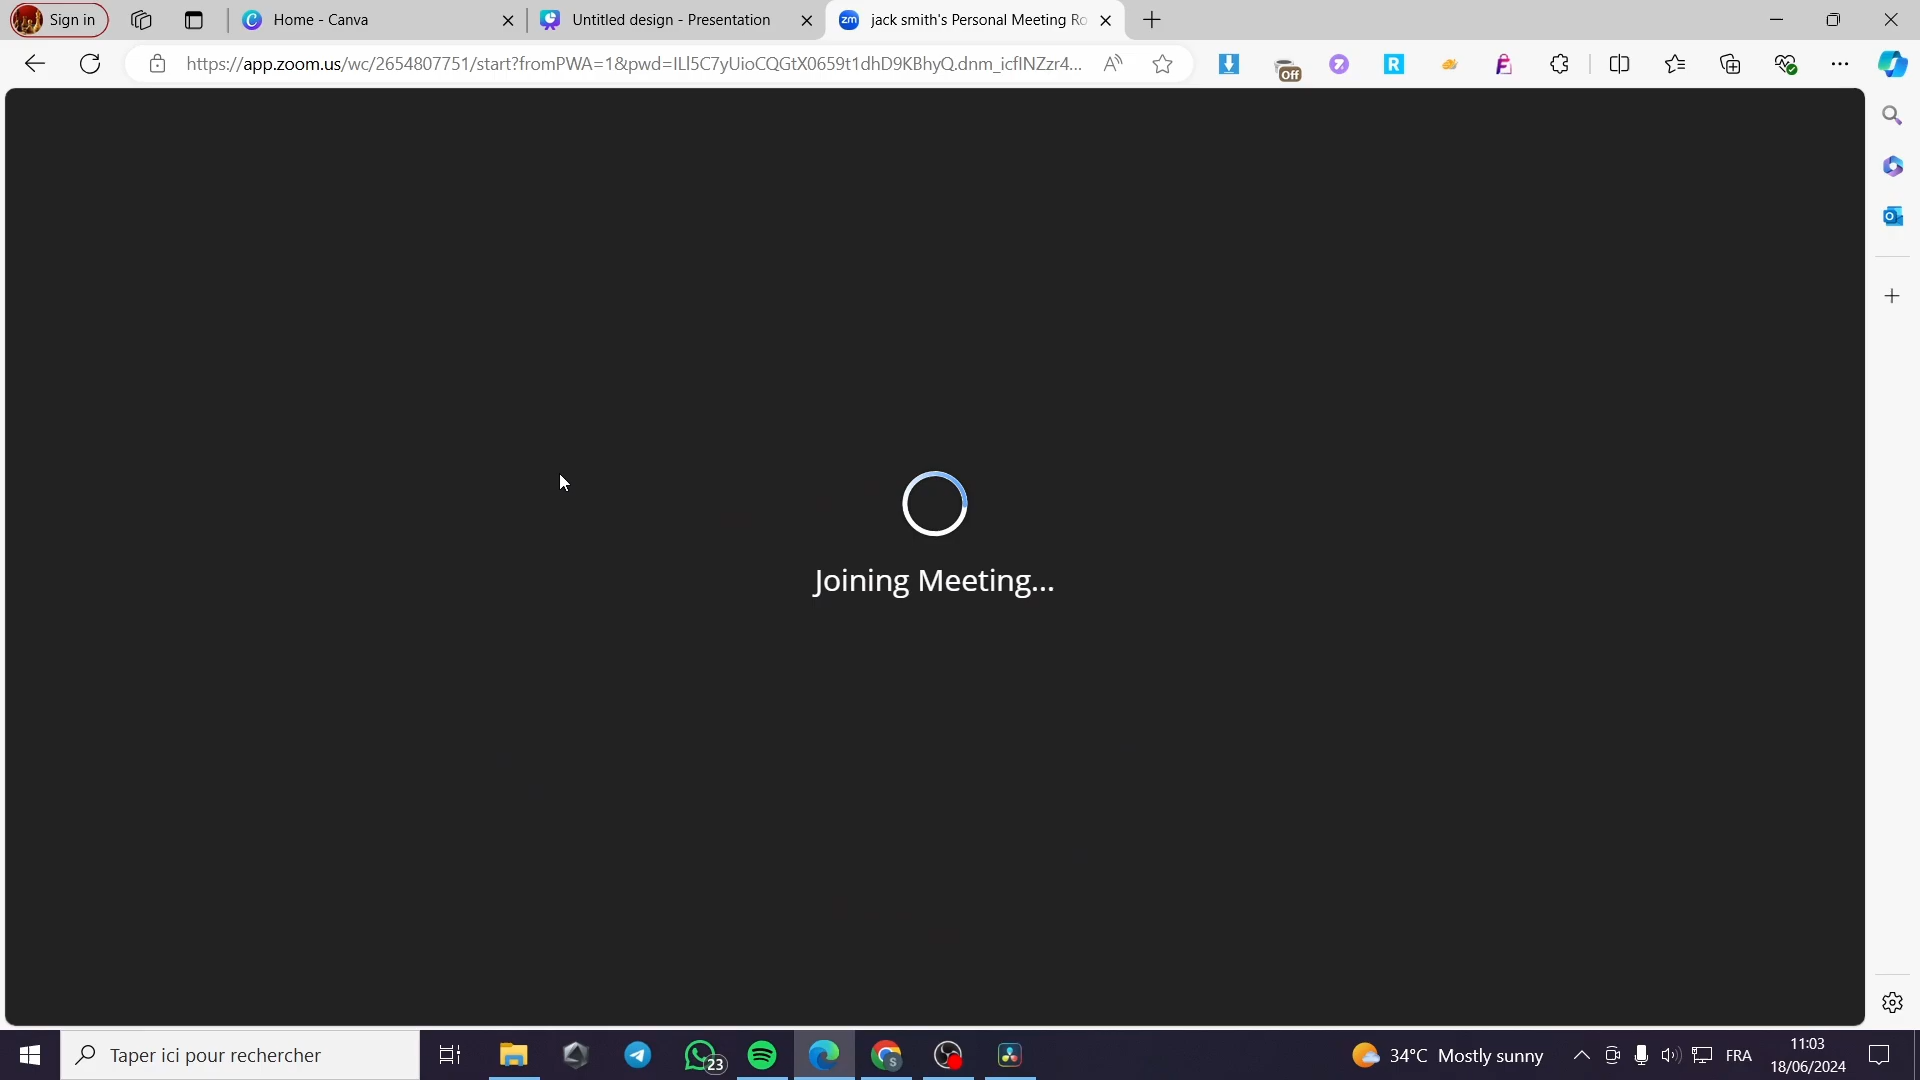 Sign in
Home - Canva
Untitled design - Presentation
zm
jack smith's Personal Meeting Ro
https://app.zoom.us/wc/2654807751/start?fromPWA=1&pwd=ILI5C7yUioCQGtX0659t1dhD9KBhyQ.dnm_icfINZzr4...
Off
R
Joining Meeting...
Taper ici pour rechercher
23
S
34°C Mostly sunny
FRA
11:03
18/06/2024